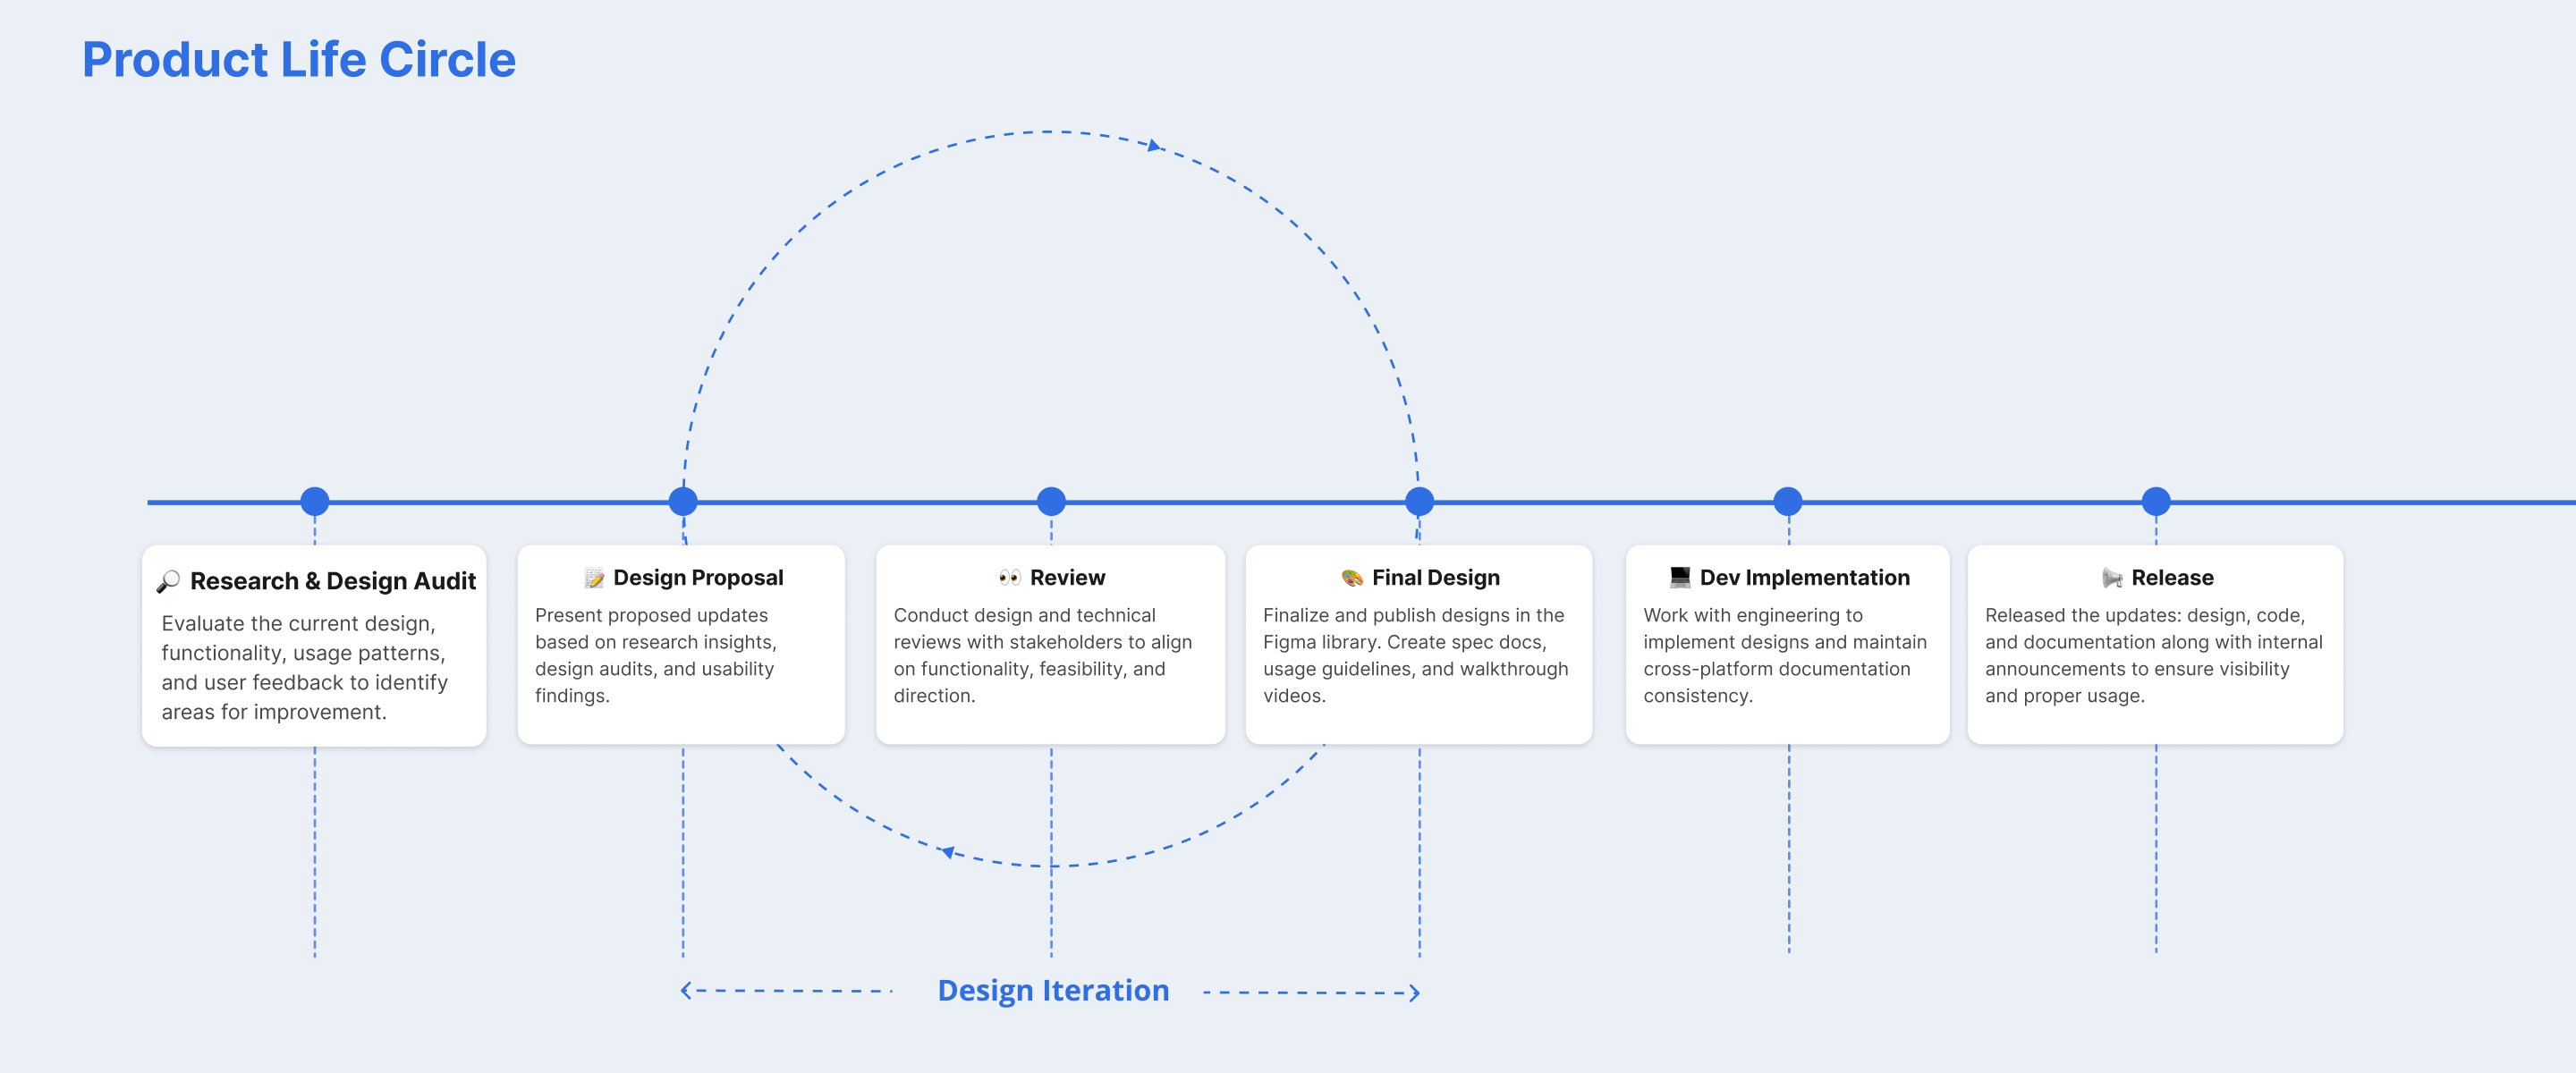 Product Life Circle
Research & Design Audit
Evaluate the current design,
functionality, usage patterns,
and user feedback to identify
areas for improvement.
Design Proposal
Present proposed updates
based on research insights,
design audits, and usability
findings.
Review
Conduct design and technical
reviews with stakeholders to align
on functionality, feasibility, and
direction.
Final Design
Finalize and publish designs in the
Figma library. Create spec docs,
usage guidelines, and walkthrough
videos.
Dev Implementation
Work with engineering to
implement designs and maintain
cross-platform documentation
consistency.
Release
Released the updates: design, code,
and documentation along with internal
announcements to ensure visibility
and proper usage.
Design Iteration